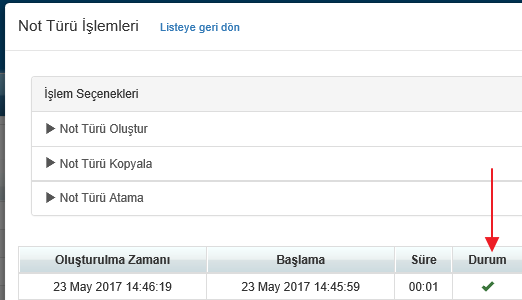 Not Türü İşlemleri Listeye geri dön
İşlem Seçenekleri
Not Türü Oluştur
Not Türü Kopyala
Not Türü Atama
Oluşturulma Zamanı Başlama Süre Durum
23 May 2017 14:46:19 23 May 2017 14:45:59 00:01